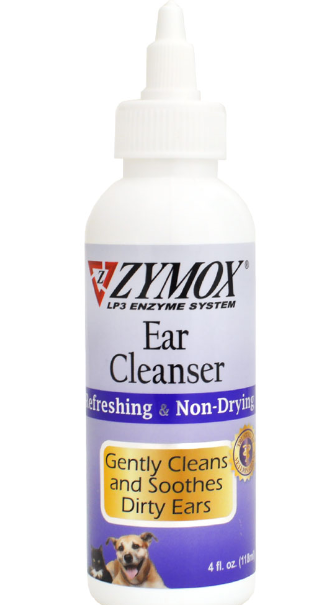 ZYMOX®
LP3 ENZYME SYSTEM
Ear
Cleanser
Refreshing & Non-Drying
Gently Cleans
and Soothes
Dirty Ears
4 fl. oz. (118ml)